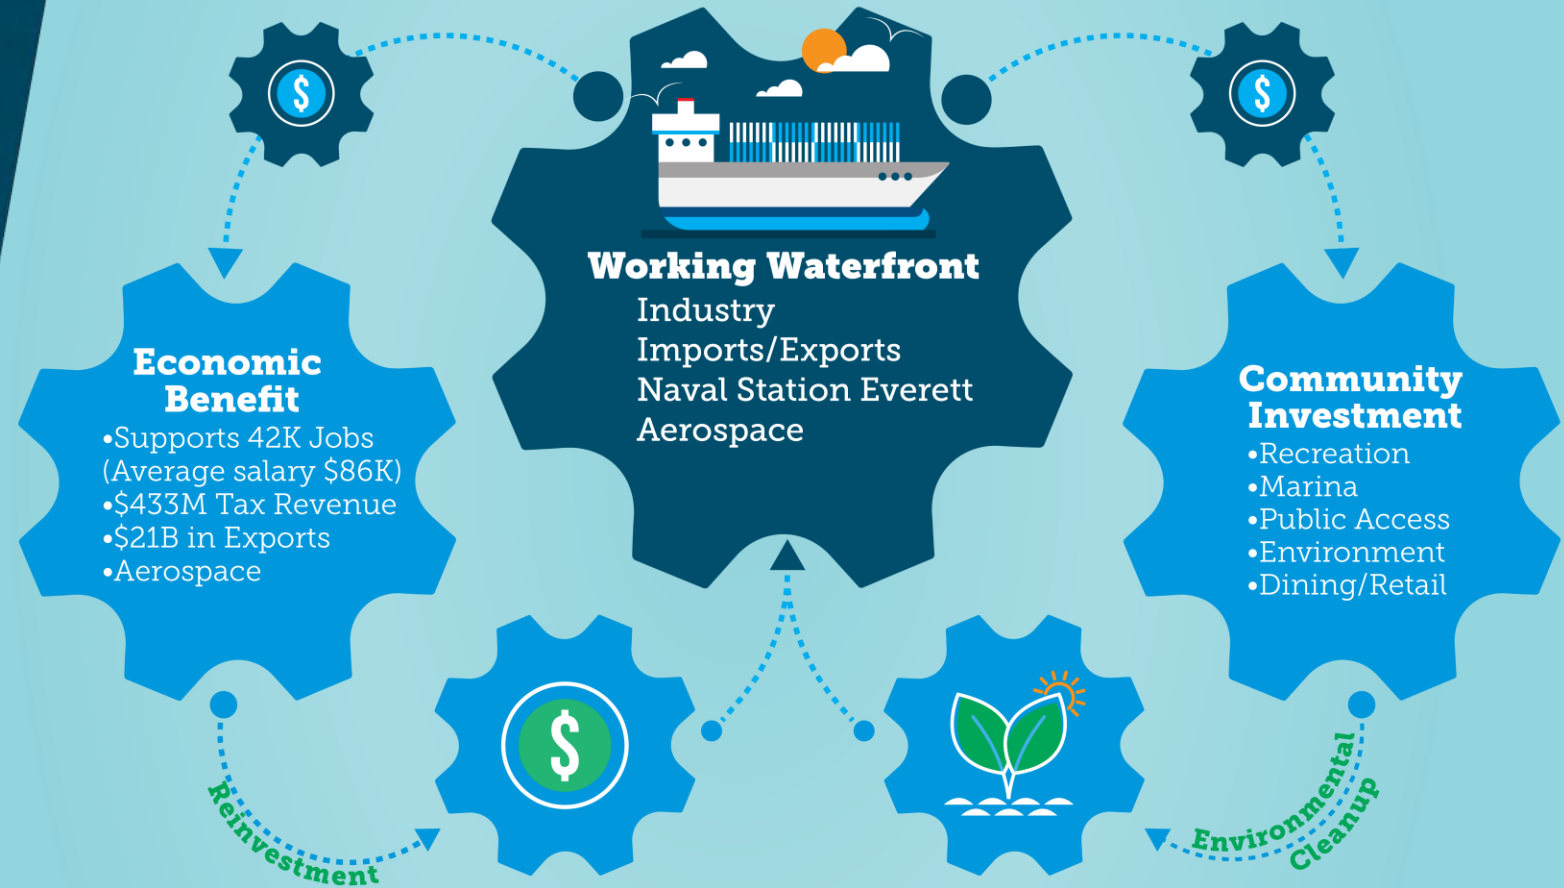 $
$
Working Waterfront
Industry
Imports/Exports
Naval Station Everett
Aerospace
Economic
Benefit
•Supports 42K Jobs
(Average salary $86K)
•$433M Tax Revenue
•$21B in Exports
•Aerospace
Community
Investment
•Recreation
•Marina
•Public Access
•Environment
•Dining/Retail
$
Reinvestment
Environmental
Cleanup